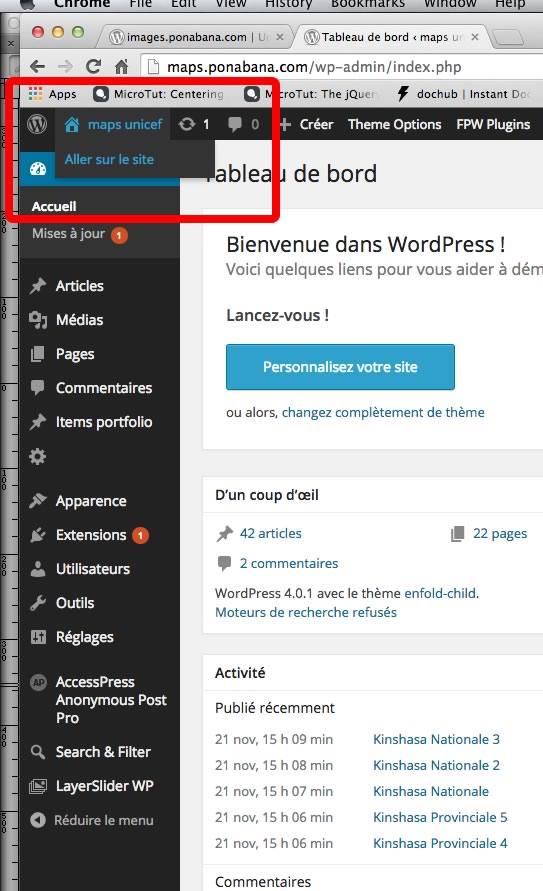 Chrome File Edit View History Bookmarks Window Help
images.ponabana.com | U
Tableau de bord ‹ maps un
maps.ponabana.com/wp-admin/index.php
Apps MicroTut: Centering MicroTut: The jQuer dochub | Instant Do
maps unicef 1 0 + Créer Theme Options FPW Plugins
Aller sur le site
Tableau de bord
Accueil
Mises à jour 1
Articles
Médias
Pages
Commentaires
Items portfolio
Apparence
Extensions 1
Utilisateurs
Outils
Réglages
AP AccessPress
Anonymous Post
Pro
Search & Filter
LayerSlider WP
Réduire le menu
Bienvenue dans WordPress !
Voici quelques liens pour vous aider à dém
Lancez-vous !
Personnalisez votre site
ou alors, changez complètement de thème
D’un coup d’œil
42 articles 22 pages
2 commentaires
WordPress 4.0.1 avec le thème enfold-child.
Moteurs de recherche refusés
Activité
Publié récemment
21 nov, 15 h 09 min Kinshasa Nationale 3
21 nov, 15 h 08 min Kinshasa Nationale 2
21 nov, 15 h 07 min Kinshasa Nationale
21 nov, 15 h 06 min Kinshasa Provinciale 5
21 nov, 15 h 06 min Kinshasa Provinciale 4
Commentaires